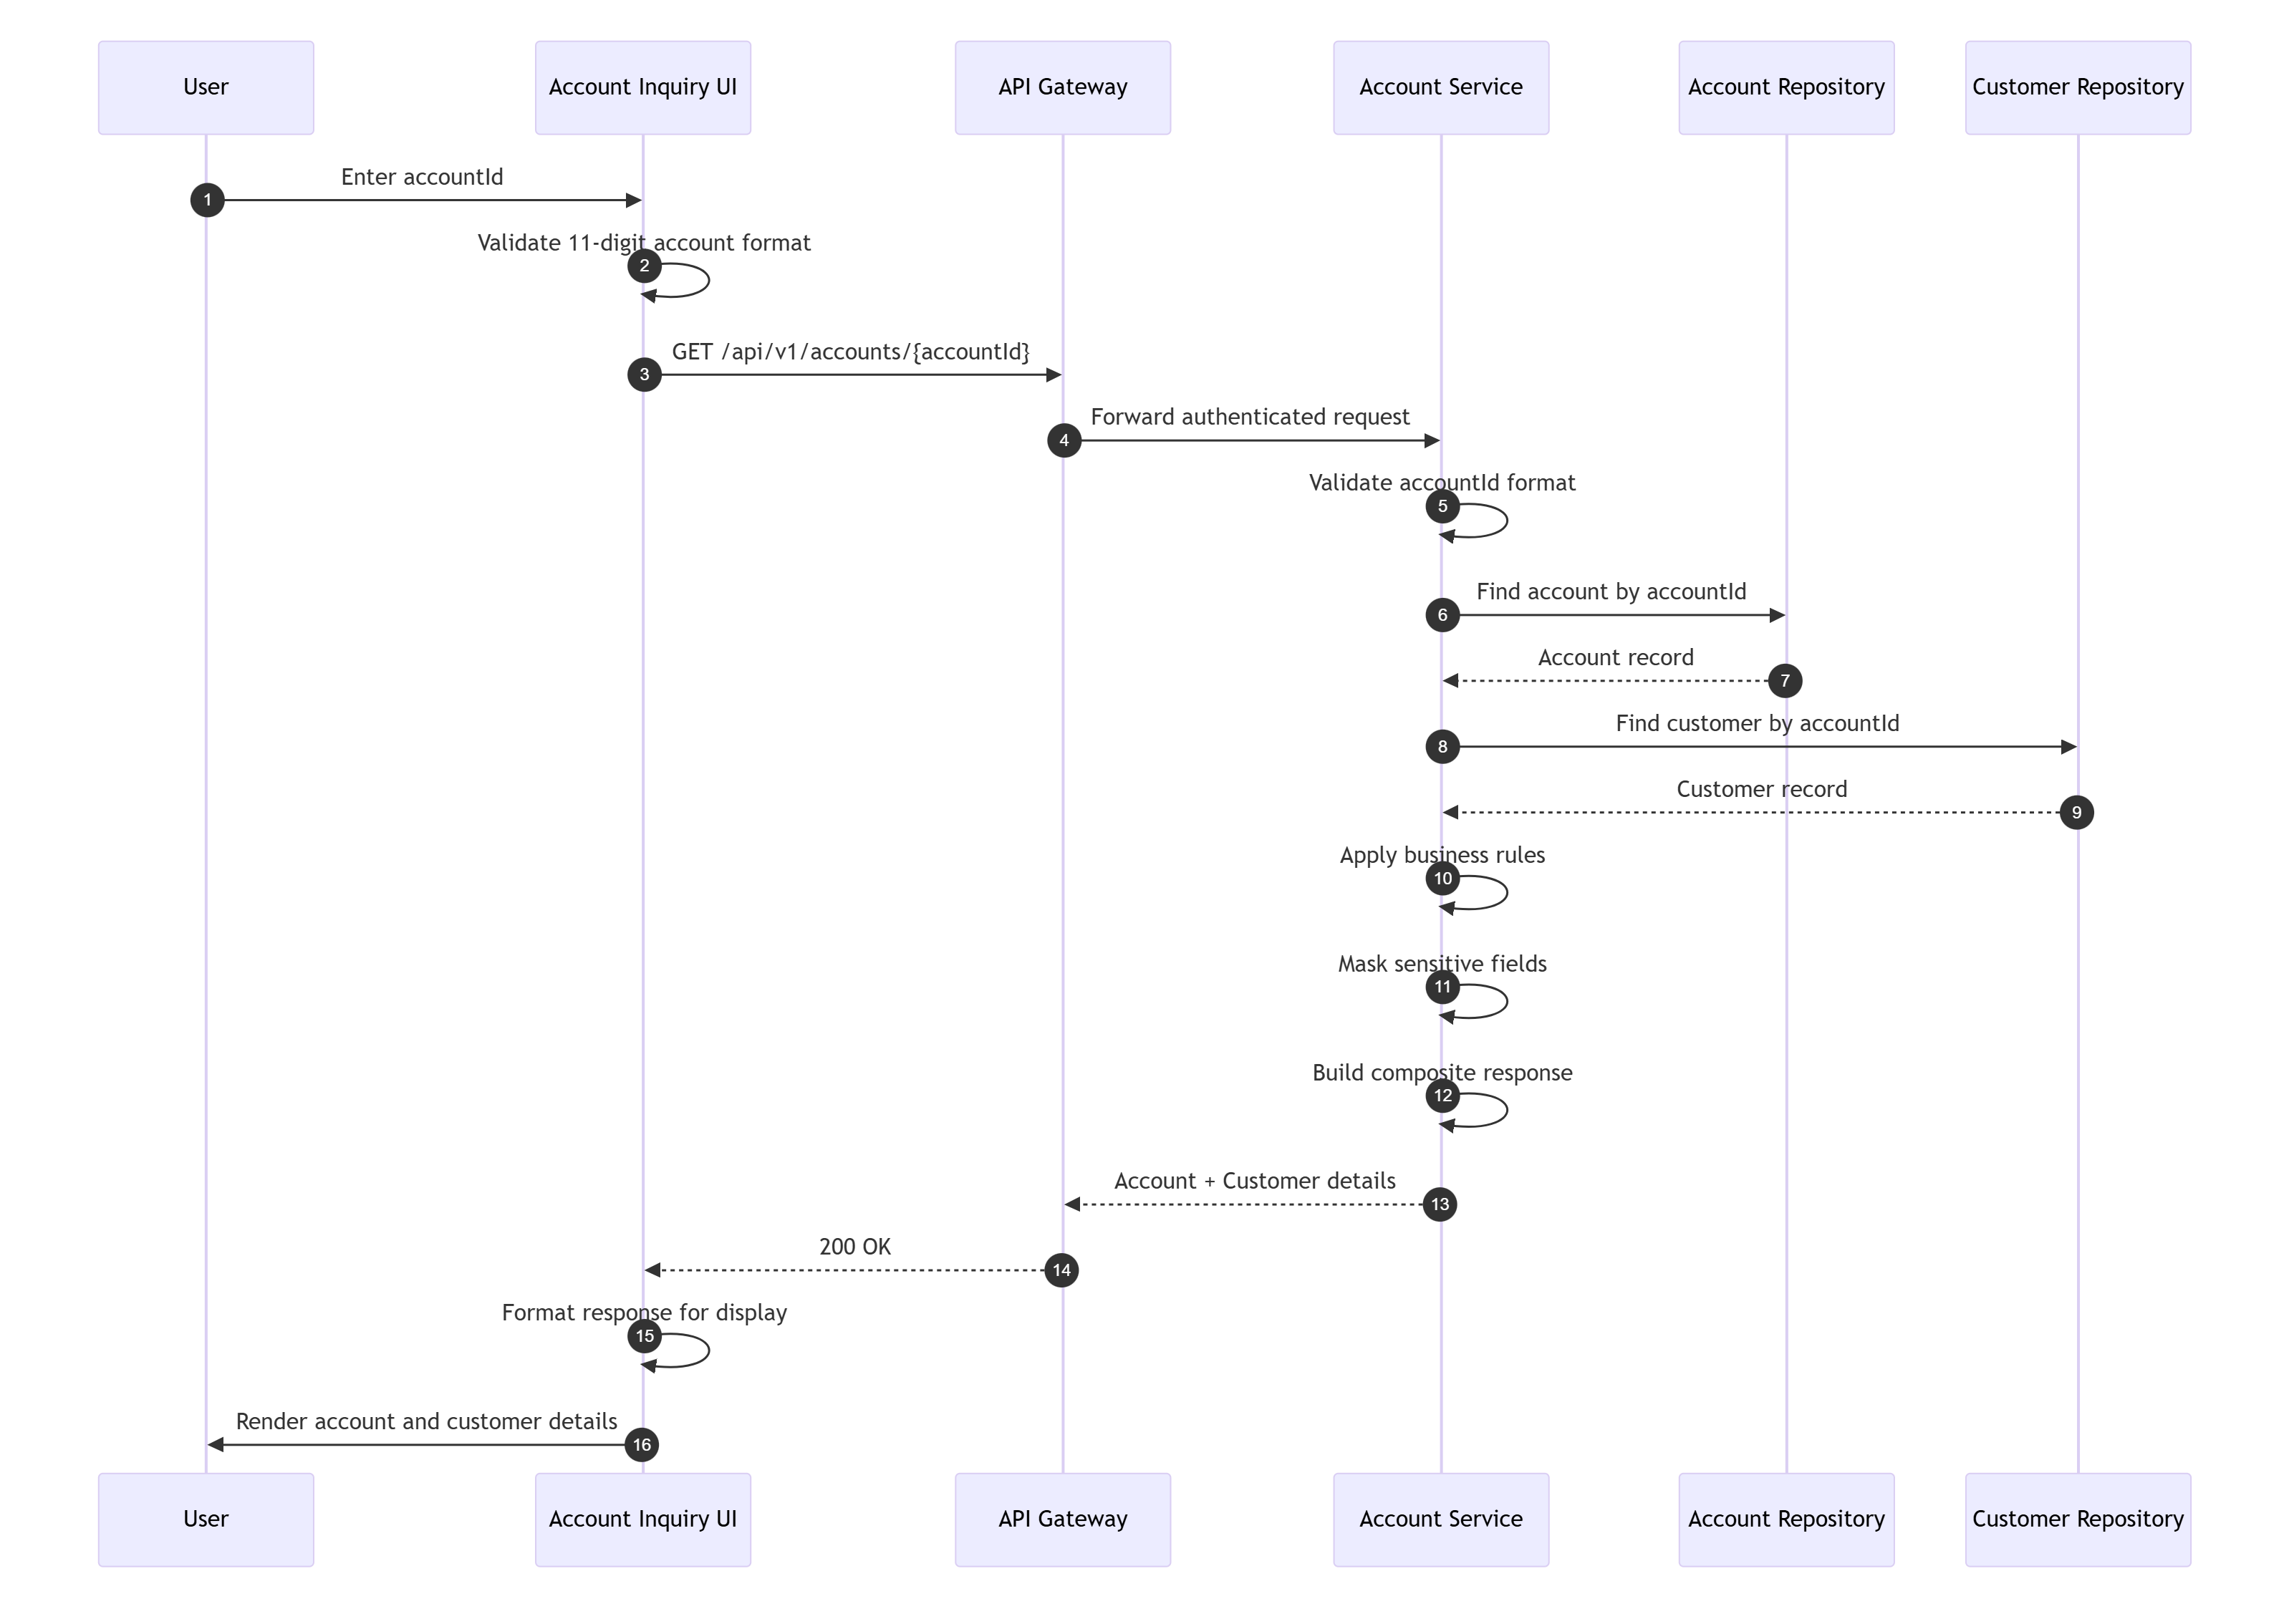 User
Account Inquiry UI
API Gateway
Account Service
Account Repository
Customer Repository
Enter accountId
1
Validate 11-digit account format
2
GET /api/v1/accounts/{accountId}
3
Forward authenticated request
4
Validate accountId format
5
Find account by accountId
6
Account record
7
Find customer by accountId
8
Customer record
9
Apply business rules
10
Mask sensitive fields
11
Build composite response
12
Account + Customer details
13
200 OK
14
Format response for display
15
Render account and customer details
16
User
Account Inquiry UI
API Gateway
Account Service
Account Repository
Customer Repository